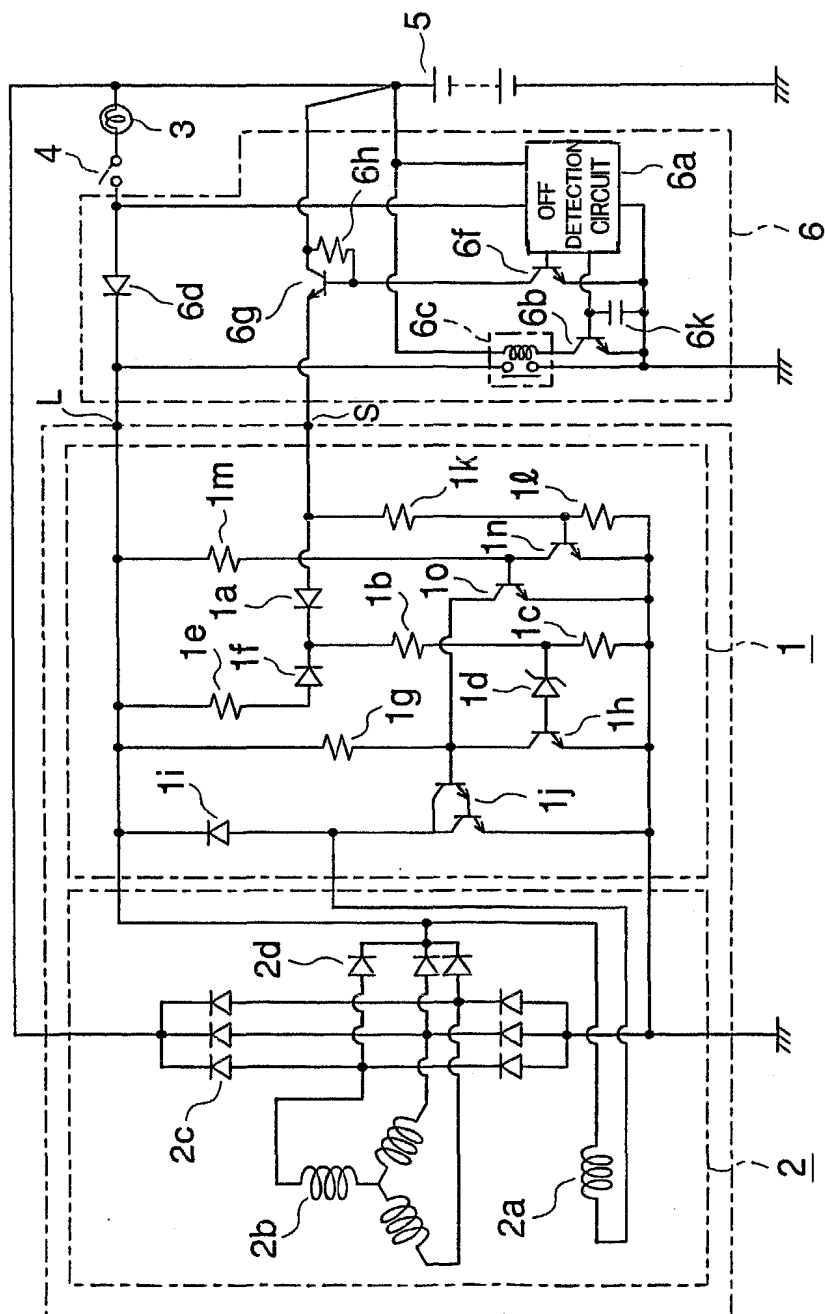 5
3
4
6h
OFF
DETECTION
CIRCUIT
6a
6
6d
6g
6f
6c
6b
6k
L
S
1m
1k
1ℓ
1n
1a
1o
1e
1b
1c
1f
1d
1
1g
1h
1i
1j
2d
2c
2b
2a
2